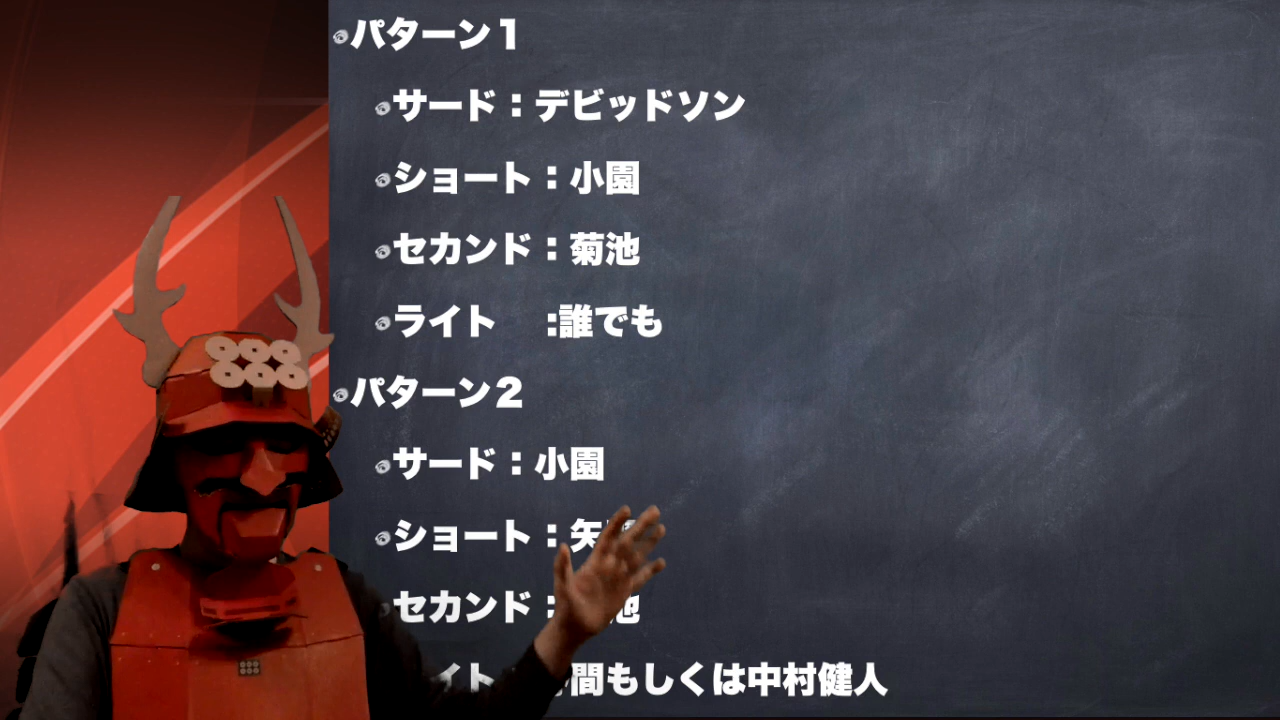 パターン1
サード：デビッドソン
ショート：小園
セカンド：菊池
ライト　:誰でも
パターン2
サード：小園
ショート：矢
セカンド：池
イト　間もしくは中村健人